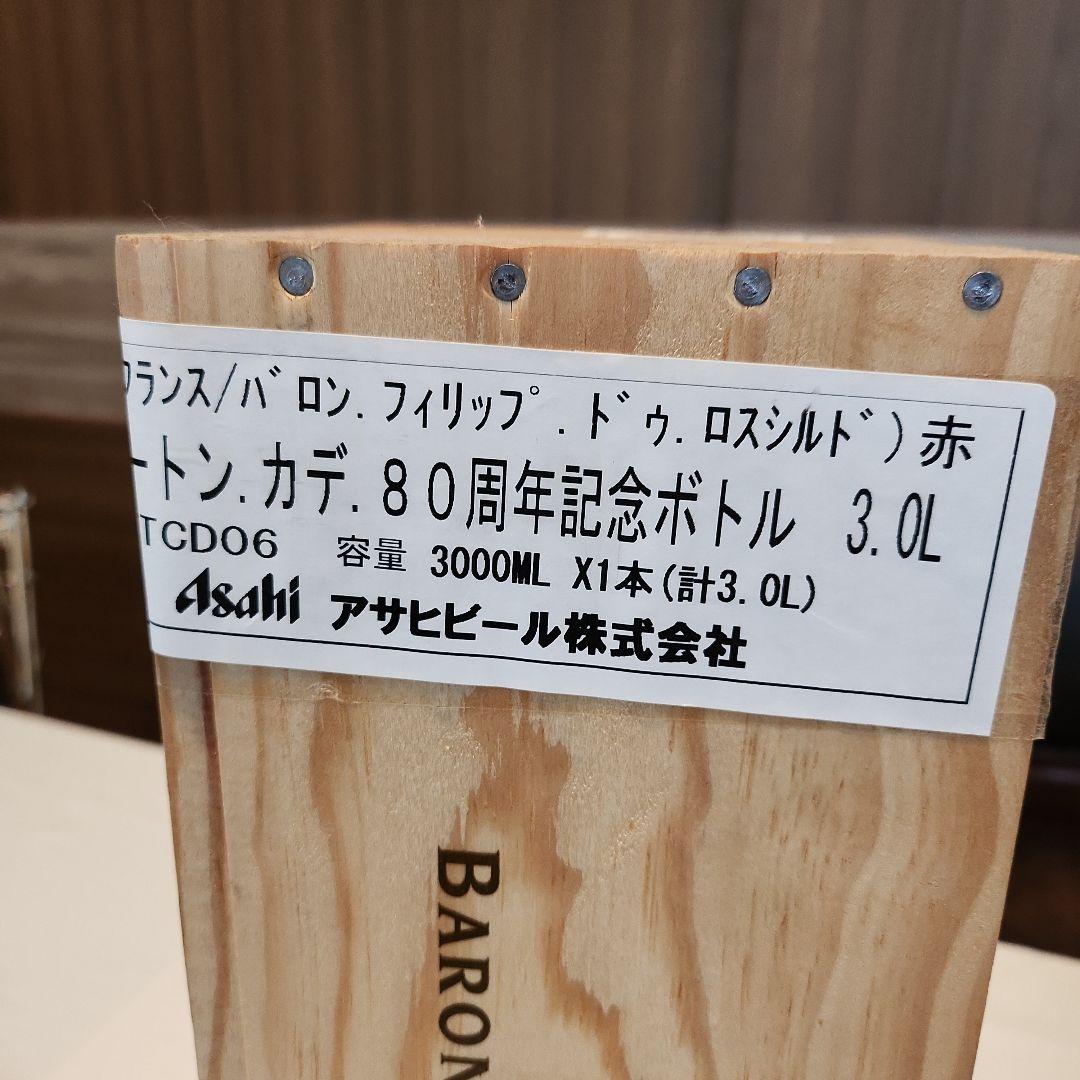 フランス/バロン.フィリップ.ドゥ.ロスシルド)赤
ートン.カデ.80周年記念ボトル 3.0L
TCD06 容量 3000ML X1本(計3.0L)
Asahi アサヒビール株式会社
BARON